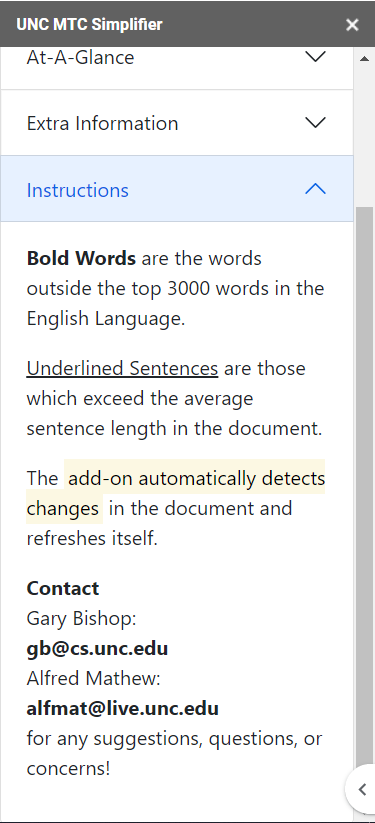 UNC MTC Simplifier
At-A-Glance
Extra Information
Instructions
Bold Words are the words
outside the top 3000 words in the
English Language.
Underlined Sentences are those
which exceed the average
sentence length in the document.
The add-on automatically detects
changes in the document and
refreshes itself.
Contact
Gary Bishop:
gb@cs.unc.edu
Alfred Mathew:
alfmat@live.unc.edu
for any suggestions, questions, or
concerns!